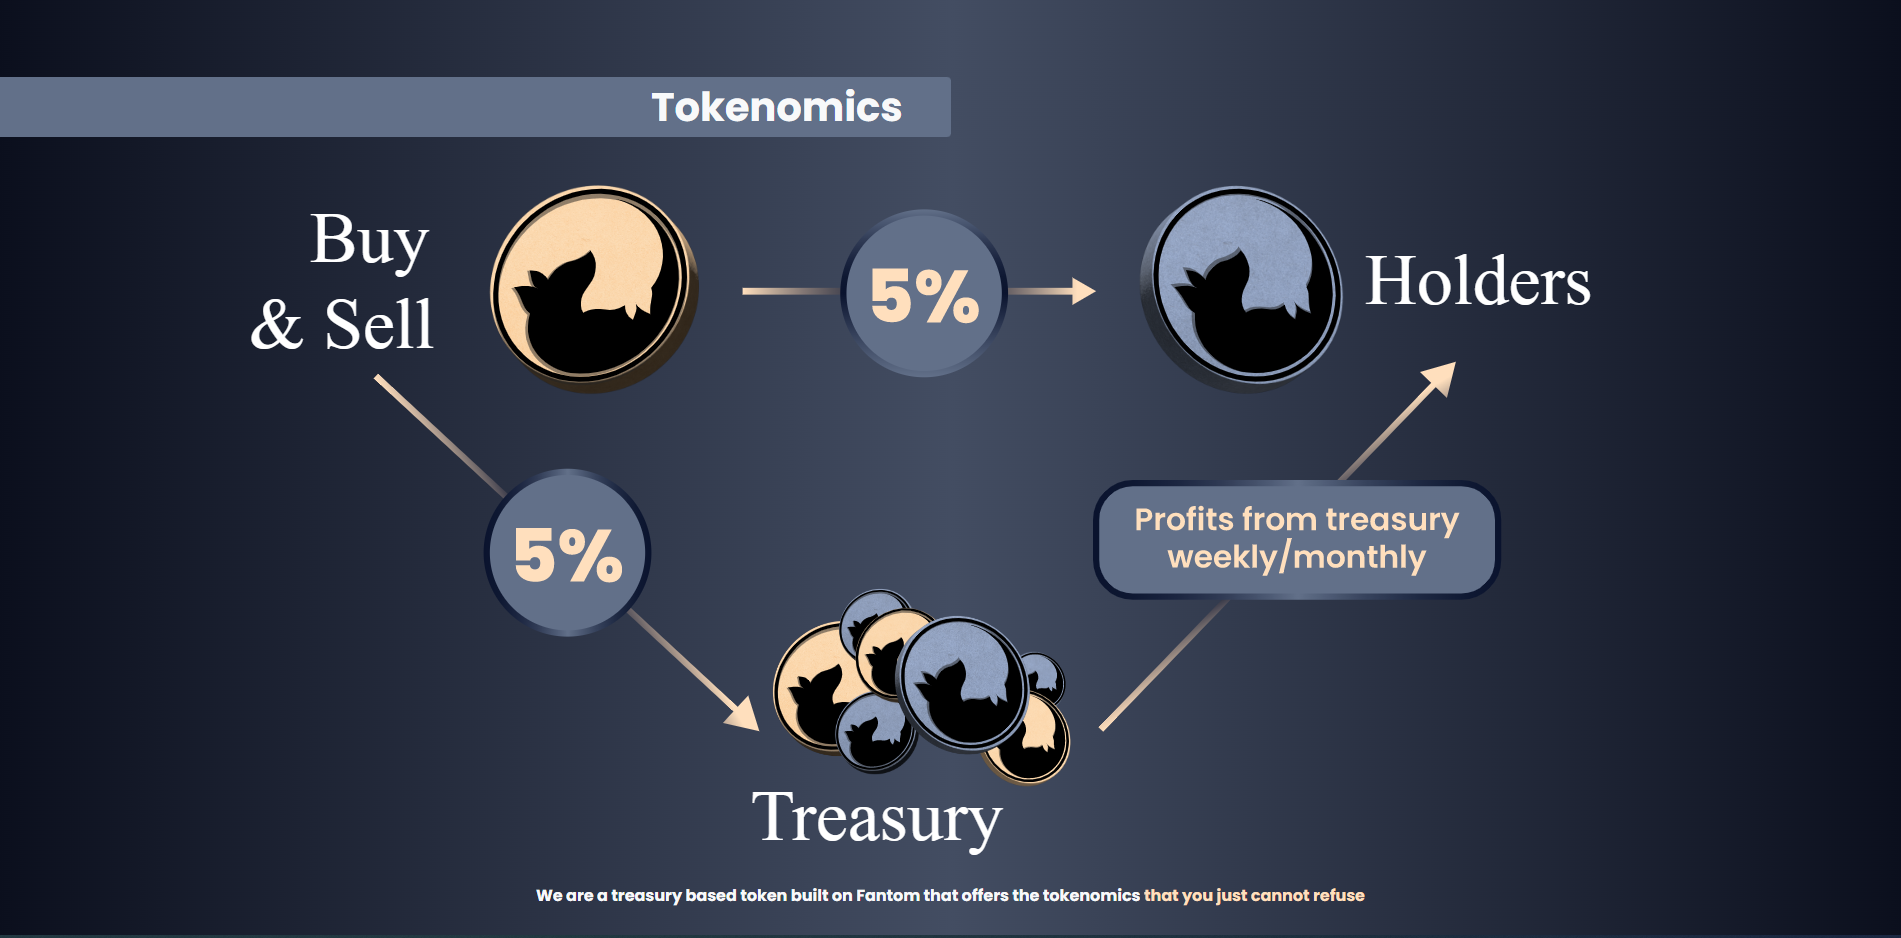 Tokenomics
Buy
& Sell
5%
Holders
5%
Profits from treasury
weekly/monthly
Treasury
We are a treasury based token built on Fantom that offers the tokenomics that you just cannot refuse